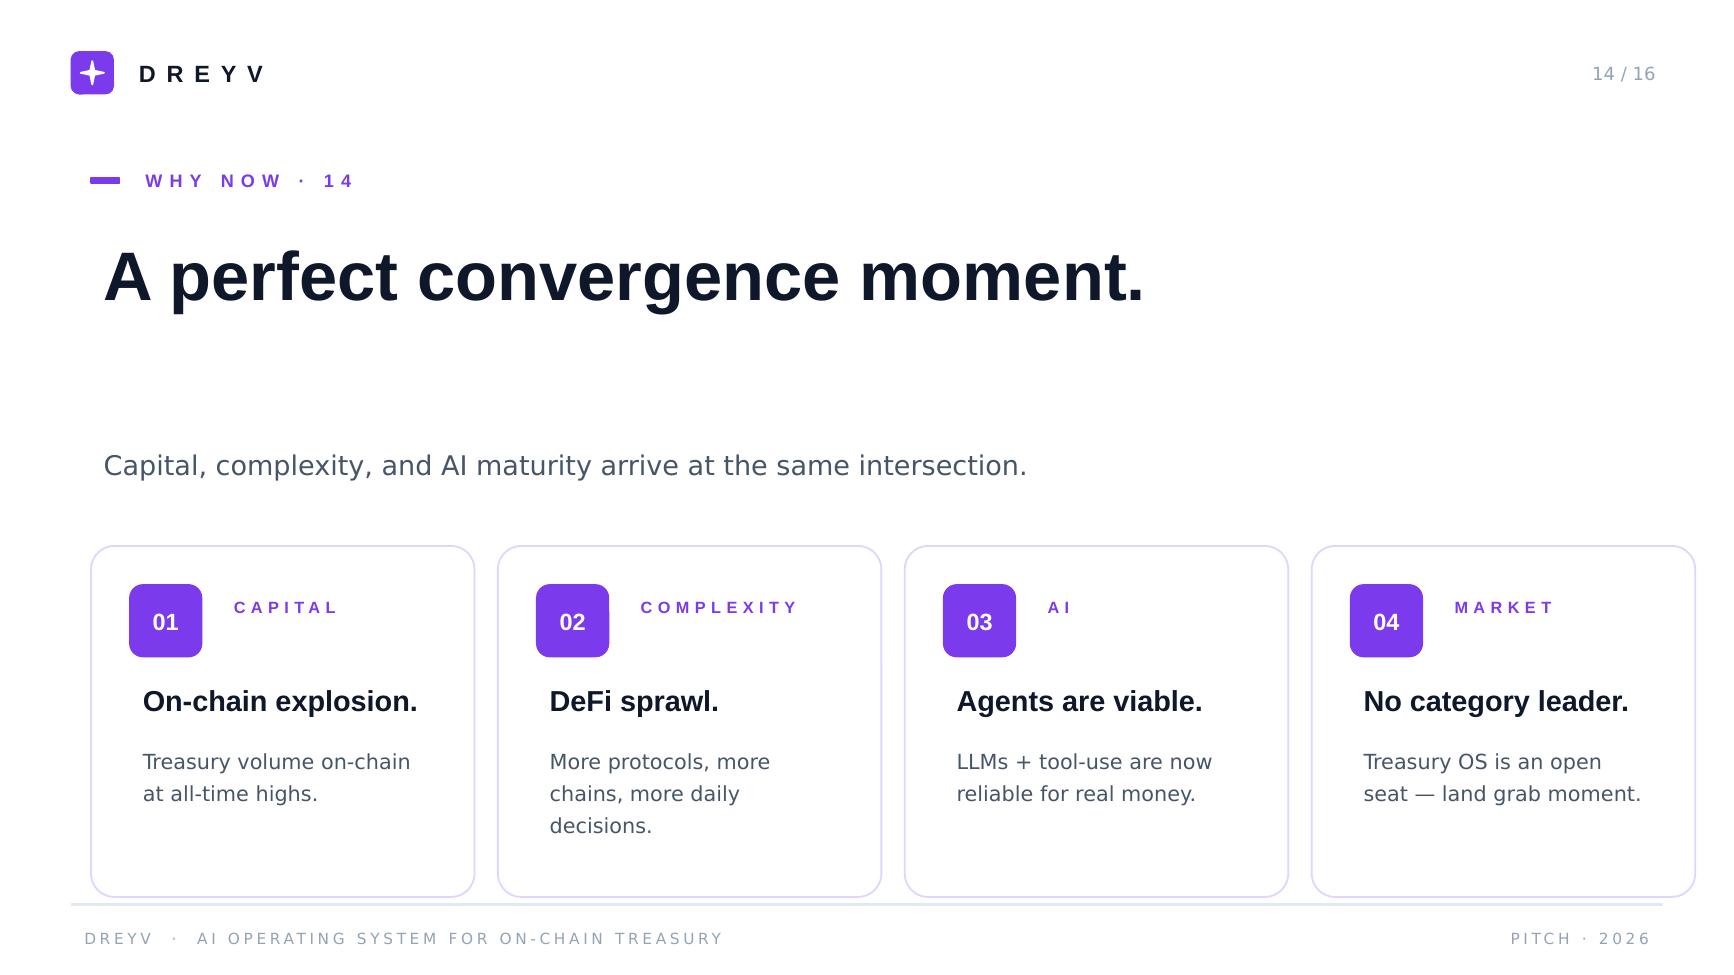 DREYV
14 / 16
WHY NOW · 14
A perfect convergence moment.
Capital, complexity, and AI maturity arrive at the same intersection.
01 CAPITAL
On-chain explosion.
Treasury volume on-chain
at all-time highs.
02 COMPLEXITY
DeFi sprawl.
More protocols, more
chains, more daily
decisions.
03 AI
Agents are viable.
LLMs + tool-use are now
reliable for real money.
04 MARKET
No category leader.
Treasury OS is an open
seat — land grab moment.
DREYV · AI OPERATING SYSTEM FOR ON-CHAIN TREASURY
PITCH · 2026